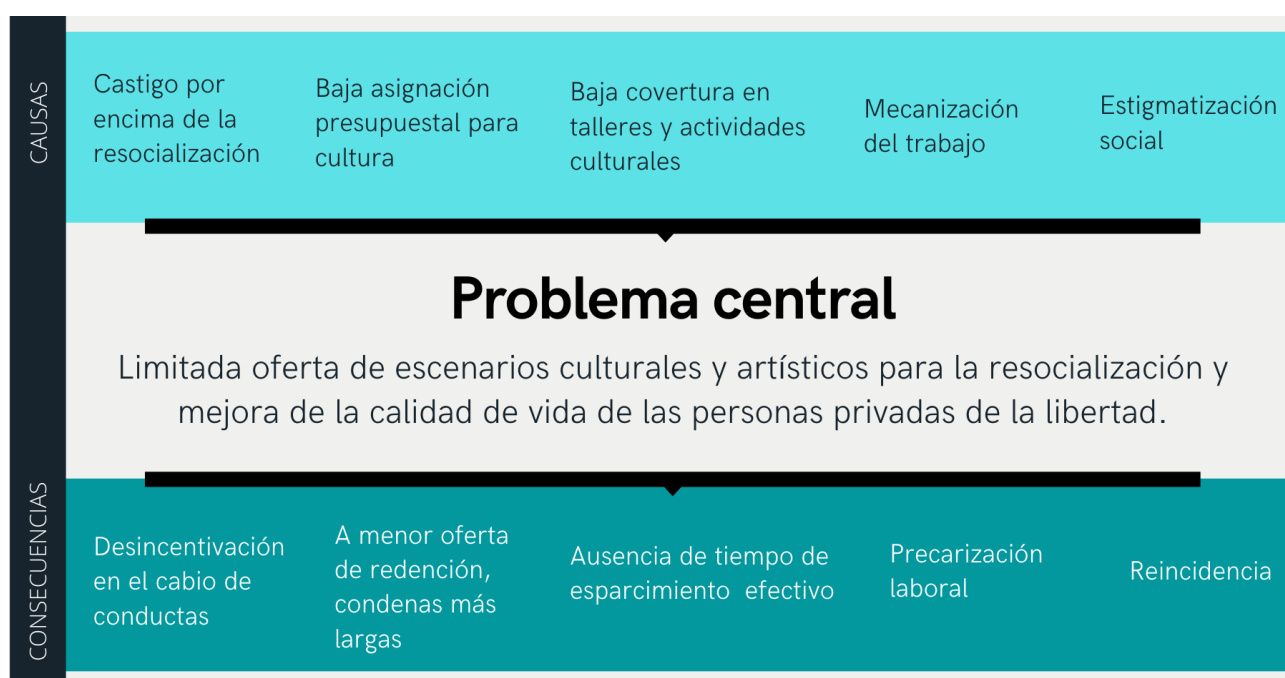 CAUSAS
Castigo por
encima de la
resocialización
Baja asignación
presupuestal para
cultura
Baja covertura en
talleres y actividades
culturales
Mecanización
del trabajo
Estigmatización
social
Problema central
Limitada oferta de escenarios culturales y artísticos para la resocialización y
mejora de la calidad de vida de las personas privadas de la libertad.
CONSECUENCIAS
Desincentivación
en el cabio de
conductas
A menor oferta
de redención,
condenas más
largas
Ausencia de tiempo de
esparcimiento efectivo
Precarización
laboral
Reincidencia